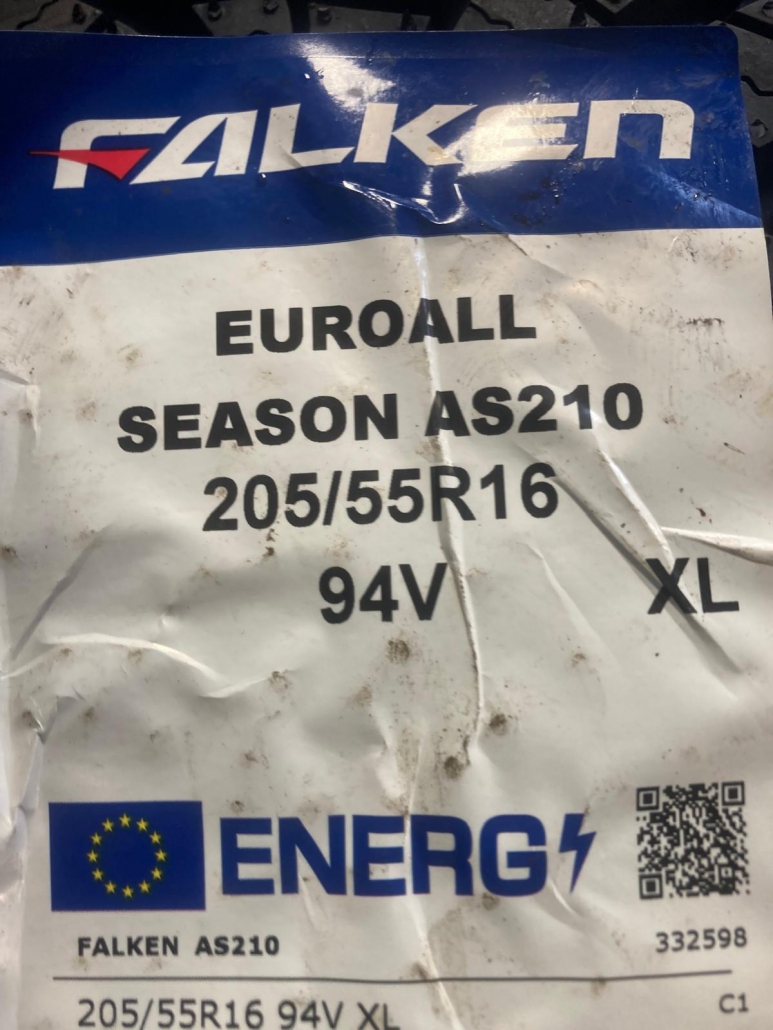 FALKEN
EUROALL
SEASON AS210
205/55R16
94V XL
ENERG
FALKEN AS210 332598
205/55R16 94V XL C1